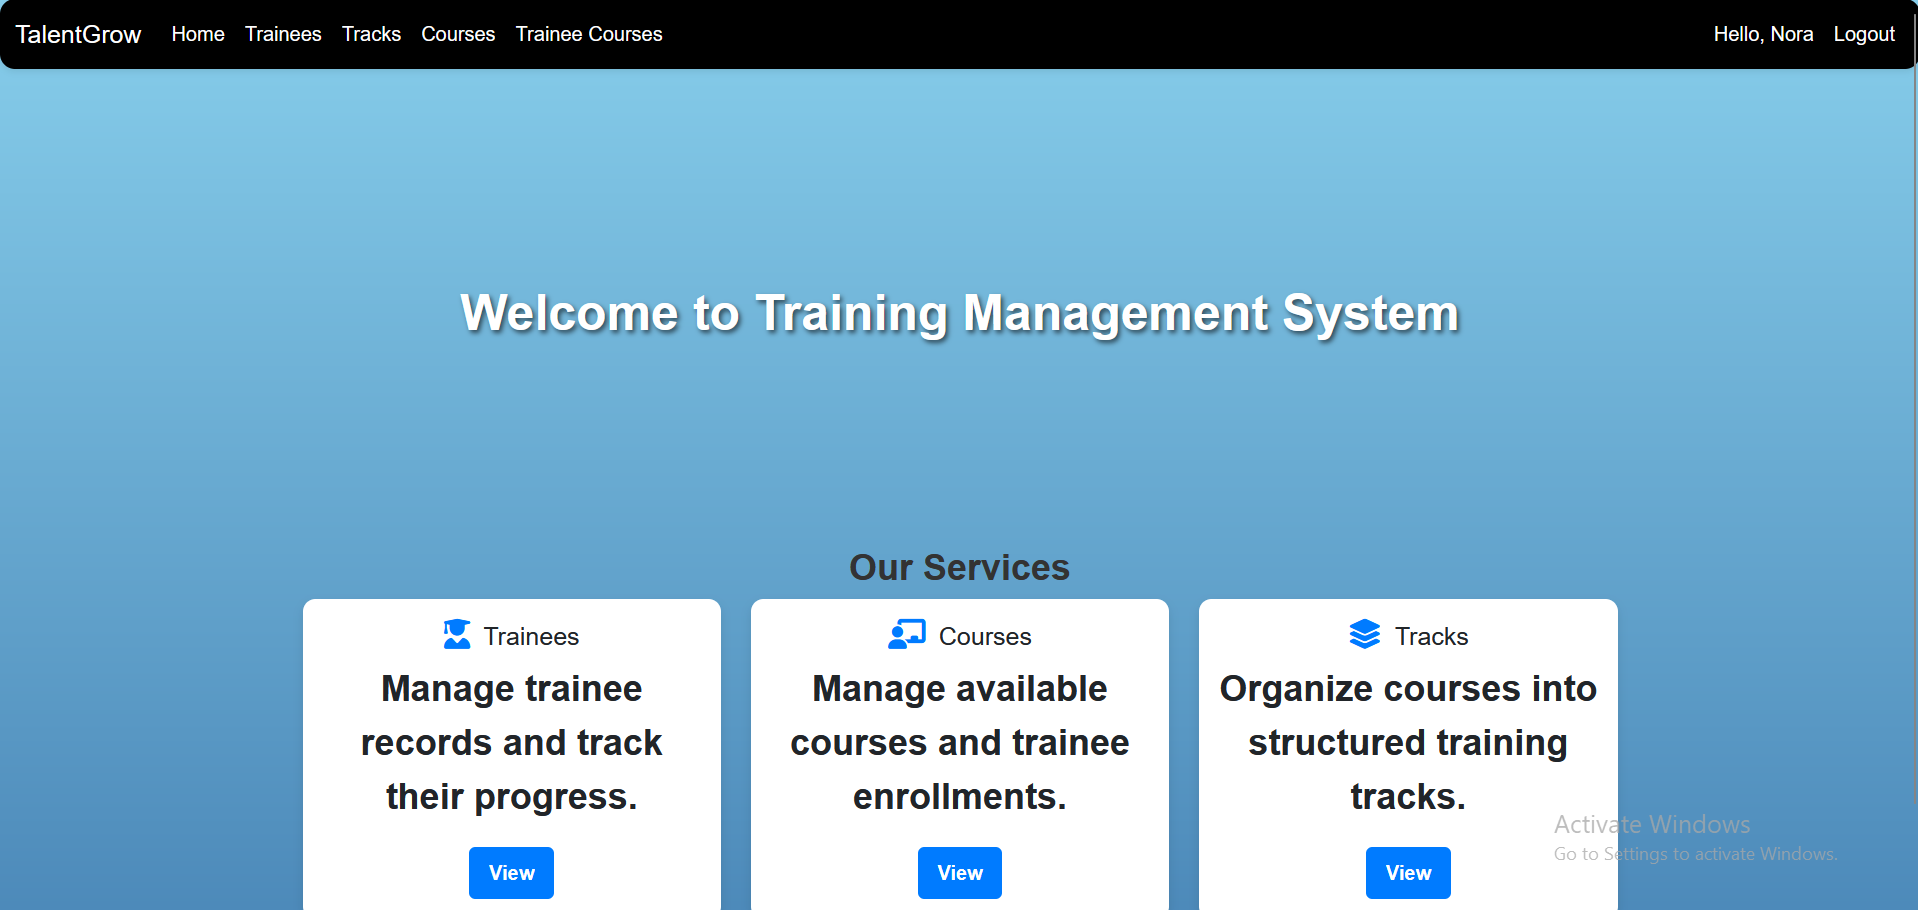 TalentGrow Home Trainees Tracks Courses Trainee Courses Hello, Nora Logout
Welcome to Training Management System
Our Services
Trainees
Manage trainee
records and track
their progress.
View
Courses
Manage available
courses and trainee
enrollments.
View
Tracks
Organize courses into
structured training
tracks.
View
Activate Windows
Go to Settings to activate Windows.